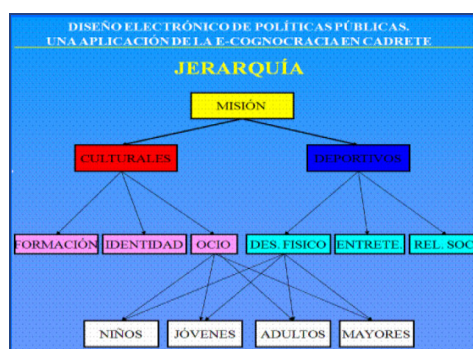 DISEÑO ELECTRÓNICO DE POLÍTICAS PÚBLICAS.
UNA APLICACIÓN DE LA E-COGNOCRACIA EN CADRETE
JERARQUÍA
MISIÓN
CULTURALES DEPORTIVOS
FORMACIÓN IDENTIDAD OCIO DES. FISICO ENTRETE. REL. SOC
NIÑOS JÓVENES ADULTOS MAYORES